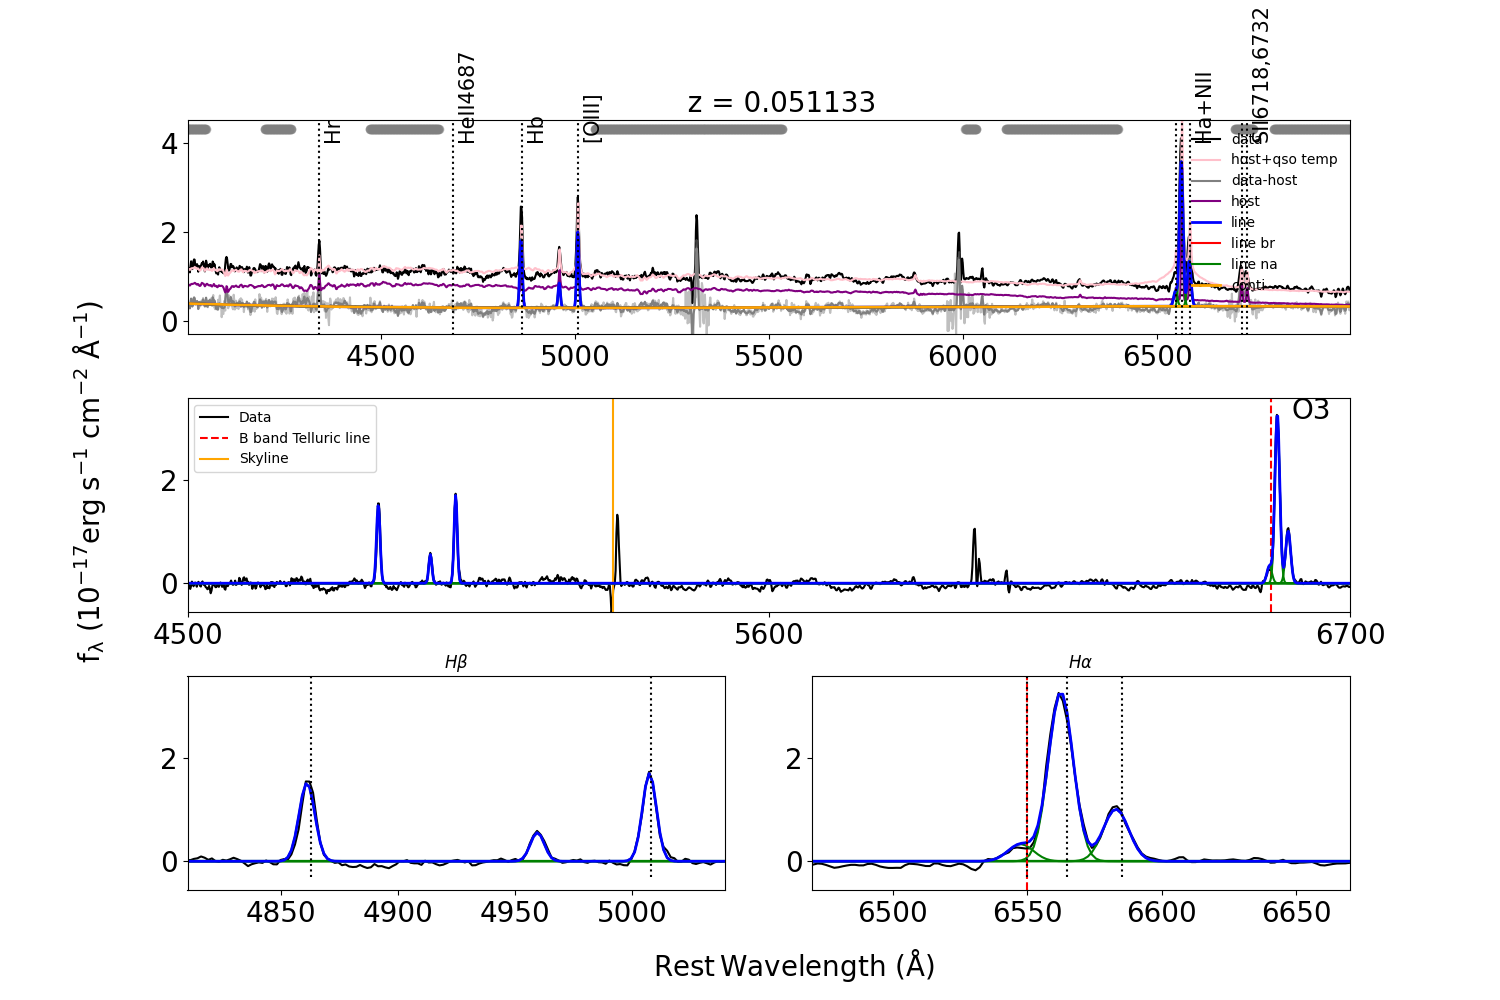 z = 0.051133
Hr
HeII4687
Hb
[OIII]
Ha+NII
SII6718,6732
4
2
0
data
host+qso temp
data-host
host
line
line br
line na
conti
4500 5000 5500 6000 6500
fλ (10⁻¹⁷erg s⁻¹ cm⁻² Å⁻¹)
Data
B band Telluric line
Skyline
O3
2
0
4500 5600 6700
Hβ
2
0
4850 4900 4950 5000
Hα
2
0
6500 6550 6600 6650
Rest Wavelength (Å)